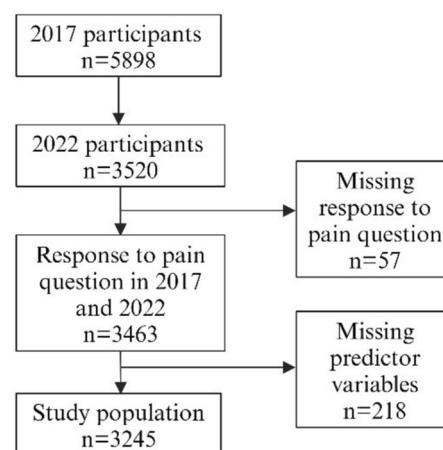 2017 participants
n=5898
2022 participants
n=3520
Missing
response to
pain question
n=57
Response to pain
question in 2017
and 2022
n=3463
Missing
predictor
variables
n=218
Study population
n=3245